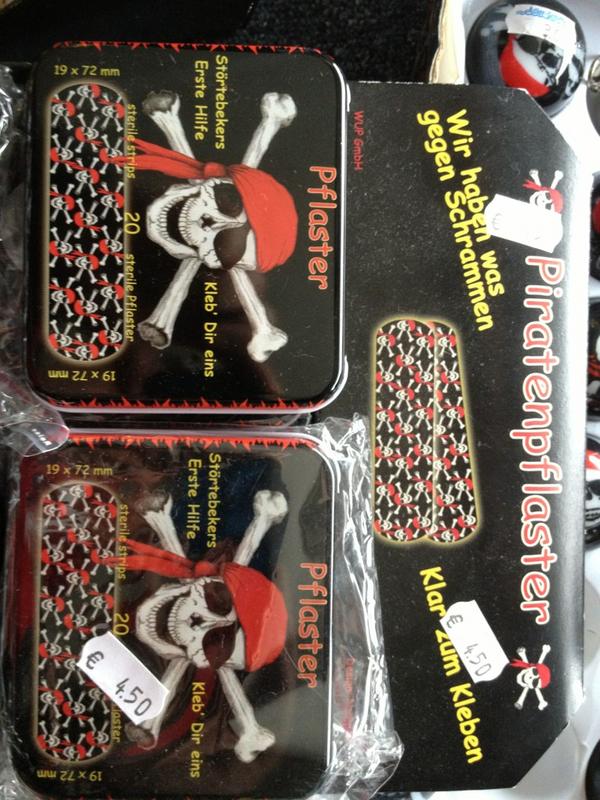 Piratenpflaster
Wir haben was
gegen Schrammen
Klar zum Kleben
€ 4.50
WUP GmbH
Pflaster
Störtebekers
Erste Hilfe
Kleb' Dir eins
20
sterile strips
sterile Pflaster
19 x 72 mm
19 x 72 mm
Pflaster
Störtebekers
Erste Hilfe
Kleb' Dir eins
20
sterile strips
Pflaster
19 x 72 mm
19 x 72 mm
€ 4.50